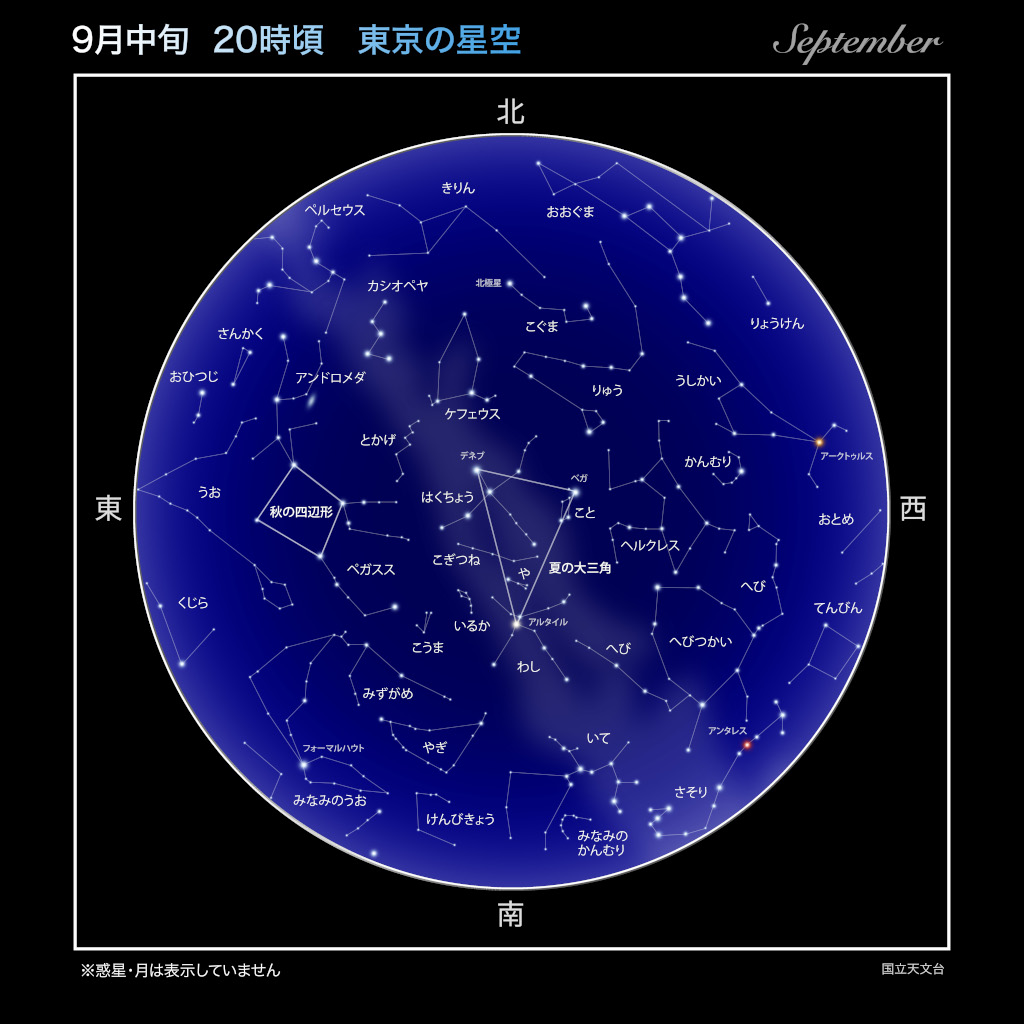 9月中旬 20時頃 東京の星空
September
北
きりん
ペルセウス
おおぐま
カシオペヤ
北極星
こぐま
りょうけん
さんかく
おひつじ
アンドロメダ
うしかい
りゅう
ケフェウス
とかげ
デネブ
アークトゥルス
かんむり
ベガ
うお
はくちょう
東
秋の四辺形
こと
西
おとめ
ヘルクレス
こぎつね
ペガスス
や
夏の大三角
へび
くじら
てんびん
いるか
アルタイル
こうま
へび
へびつかい
わし
みずがめ
アンタレス
いて
フォーマルハウト
やぎ
さそり
みなみのうお
けんびきょう
みなみの
かんむり
南
※惑星・月は表示していません
国立天文台